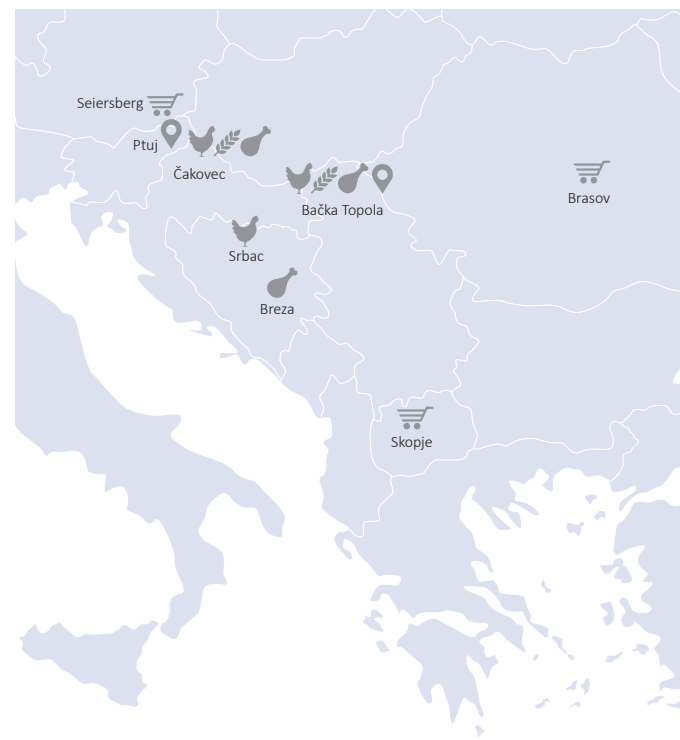 Seiersberg
Ptuj
Čakovec
Bačka Topola
Brasov
Srbac
Breza
Skopje